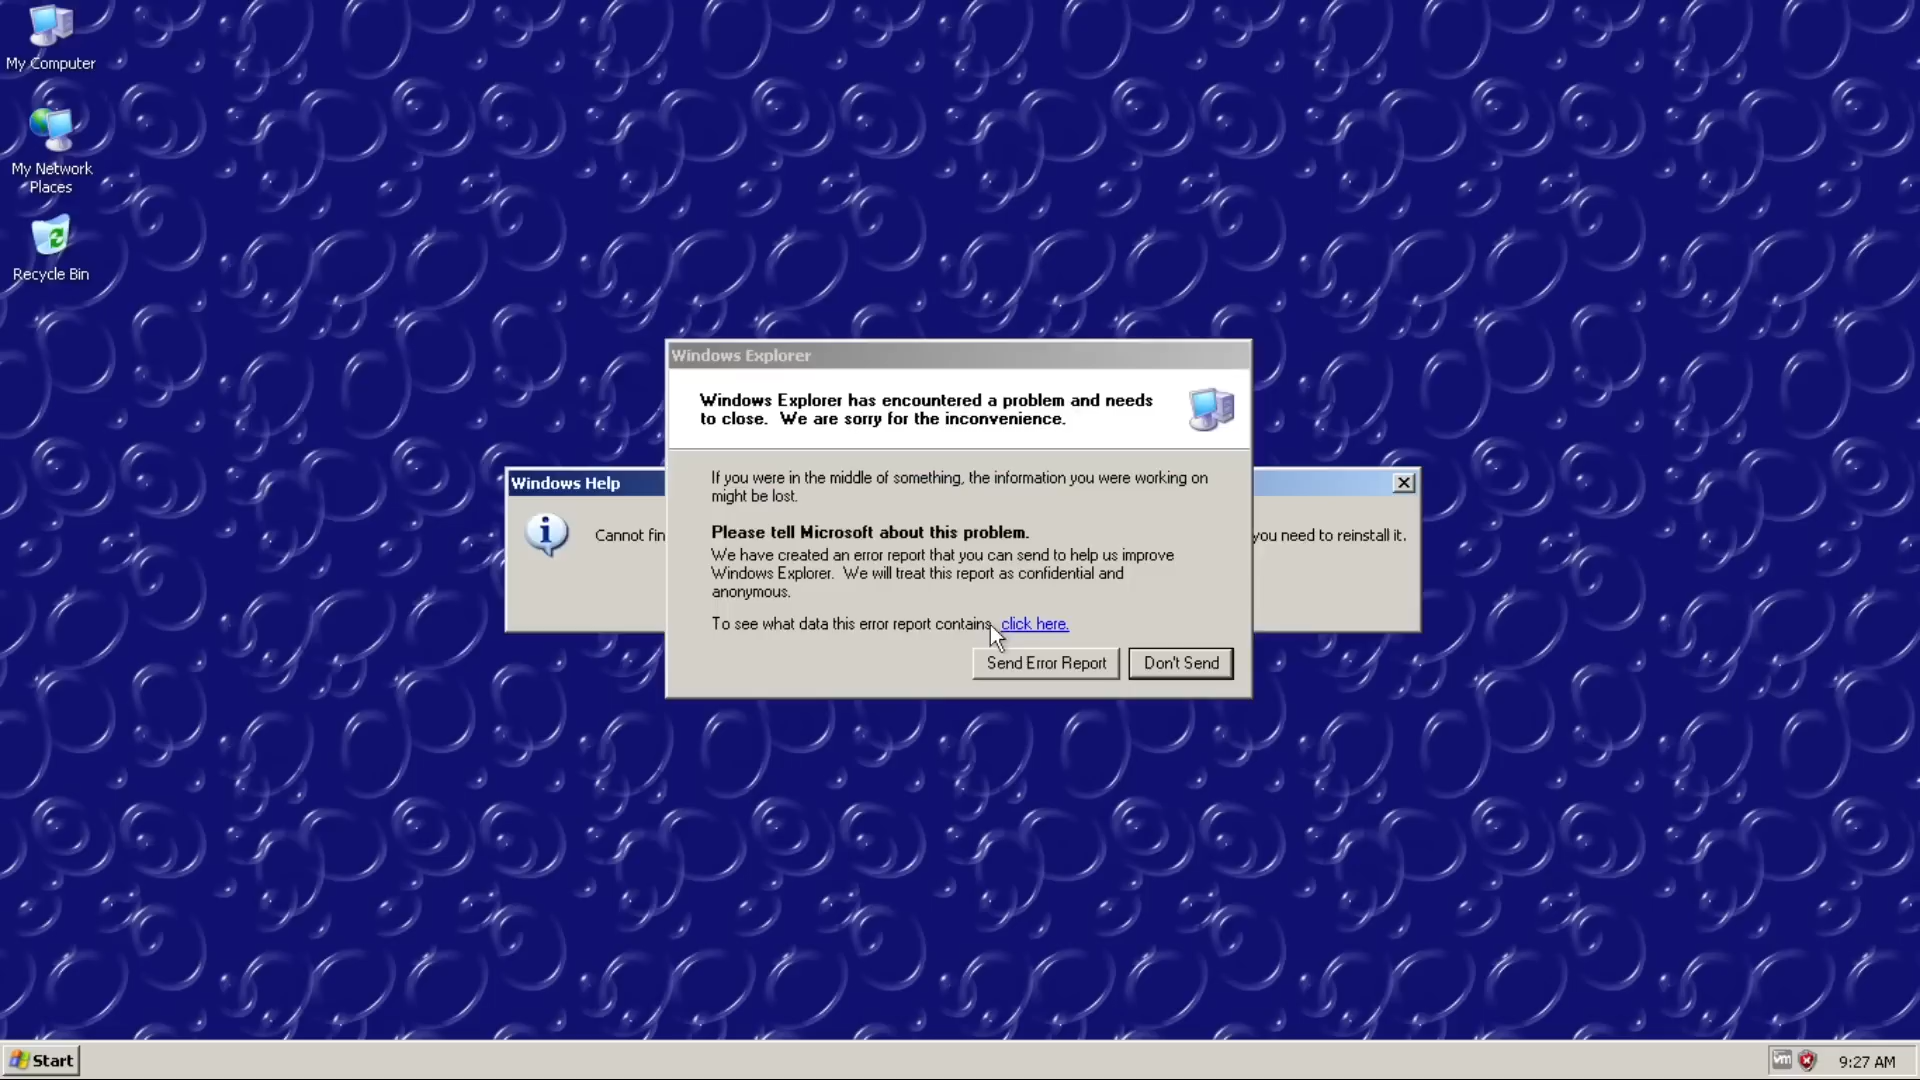 My Computer
My Network
Places
Recycle Bin
Windows Explorer
Windows Explorer has encountered a problem and needs
to close. We are sorry for the inconvenience.
If you were in the middle of something, the information you were working on
might be lost.
Please tell Microsoft about this problem.
We have created an error report that you can send to help us improve
Windows Explorer. We will treat this report as confidential and
anonymous.
To see what data this error report contains, click here.
Send Error Report
Don't Send
Windows Help
Cannot fin
you need to reinstall it.
Start
vm
9:27 AM